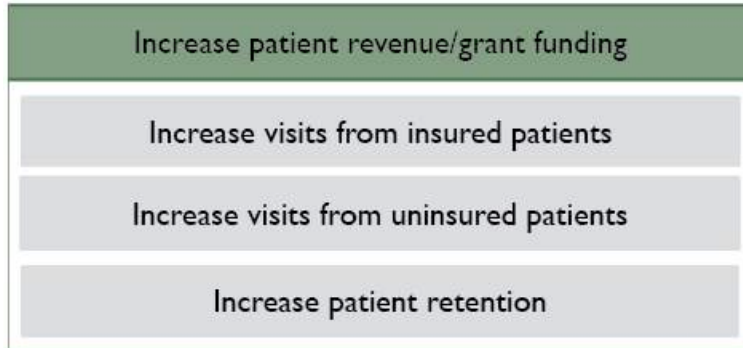 Increase patient revenue/grant funding
Increase visits from insured patients
Increase visits from uninsured patients
Increase patient retention